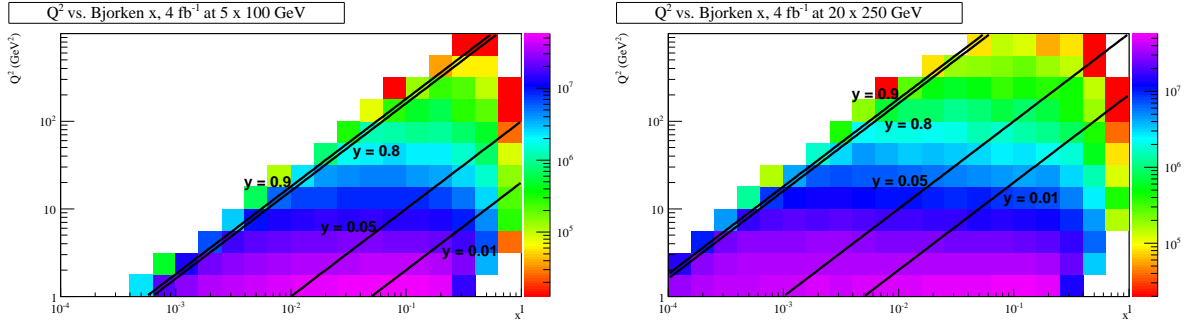 Q² vs. Bjorken x, 4 fb⁻¹ at 5 x 100 GeV
Q² (GeV²)
10²
10
1
y = 0.9
y = 0.8
y = 0.05
y = 0.01
10⁻⁴
10⁻³
10⁻²
10⁻¹
1
x
10⁷
10⁶
10⁵
Q² vs. Bjorken x, 4 fb⁻¹ at 20 x 250 GeV
Q² (GeV²)
10²
10
1
y = 0.9
y = 0.8
y = 0.05
y = 0.01
10⁻⁴
10⁻³
10⁻²
10⁻¹
1
x
10⁷
10⁶
10⁵